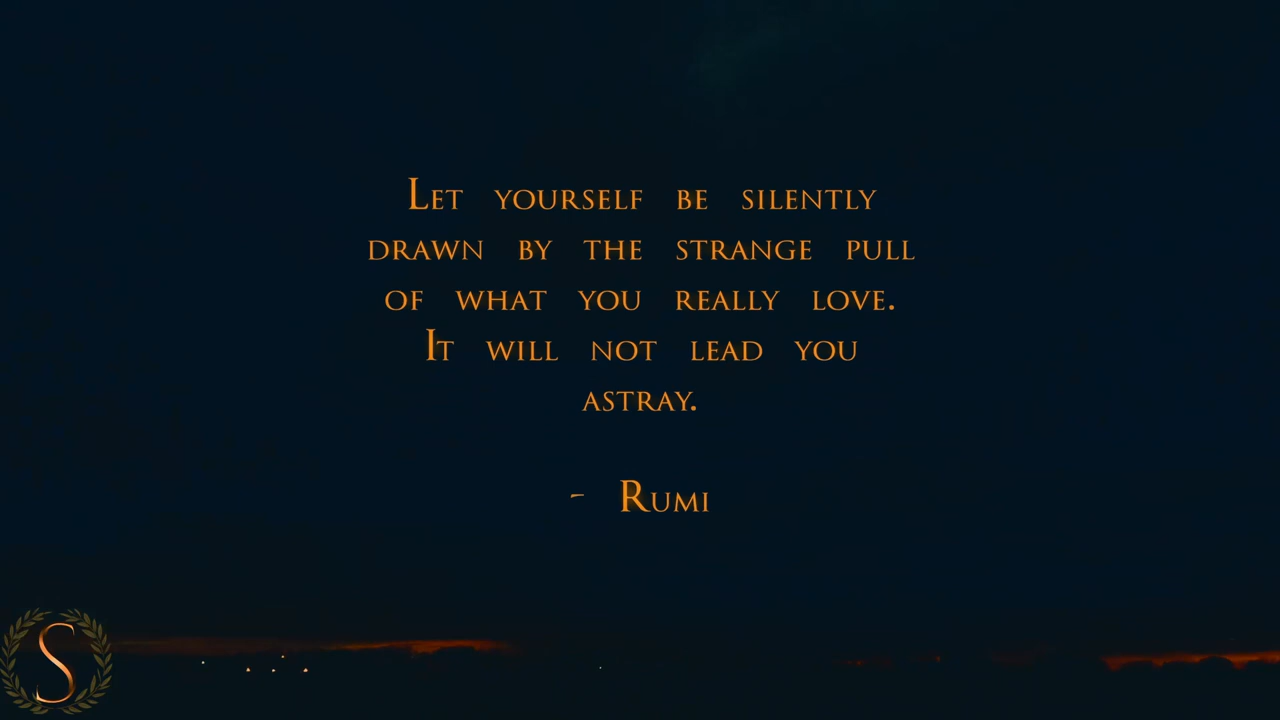 Let yourself be silently
drawn by the strange pull
of what you really love.
It will not lead you
astray.
- Rumi
S